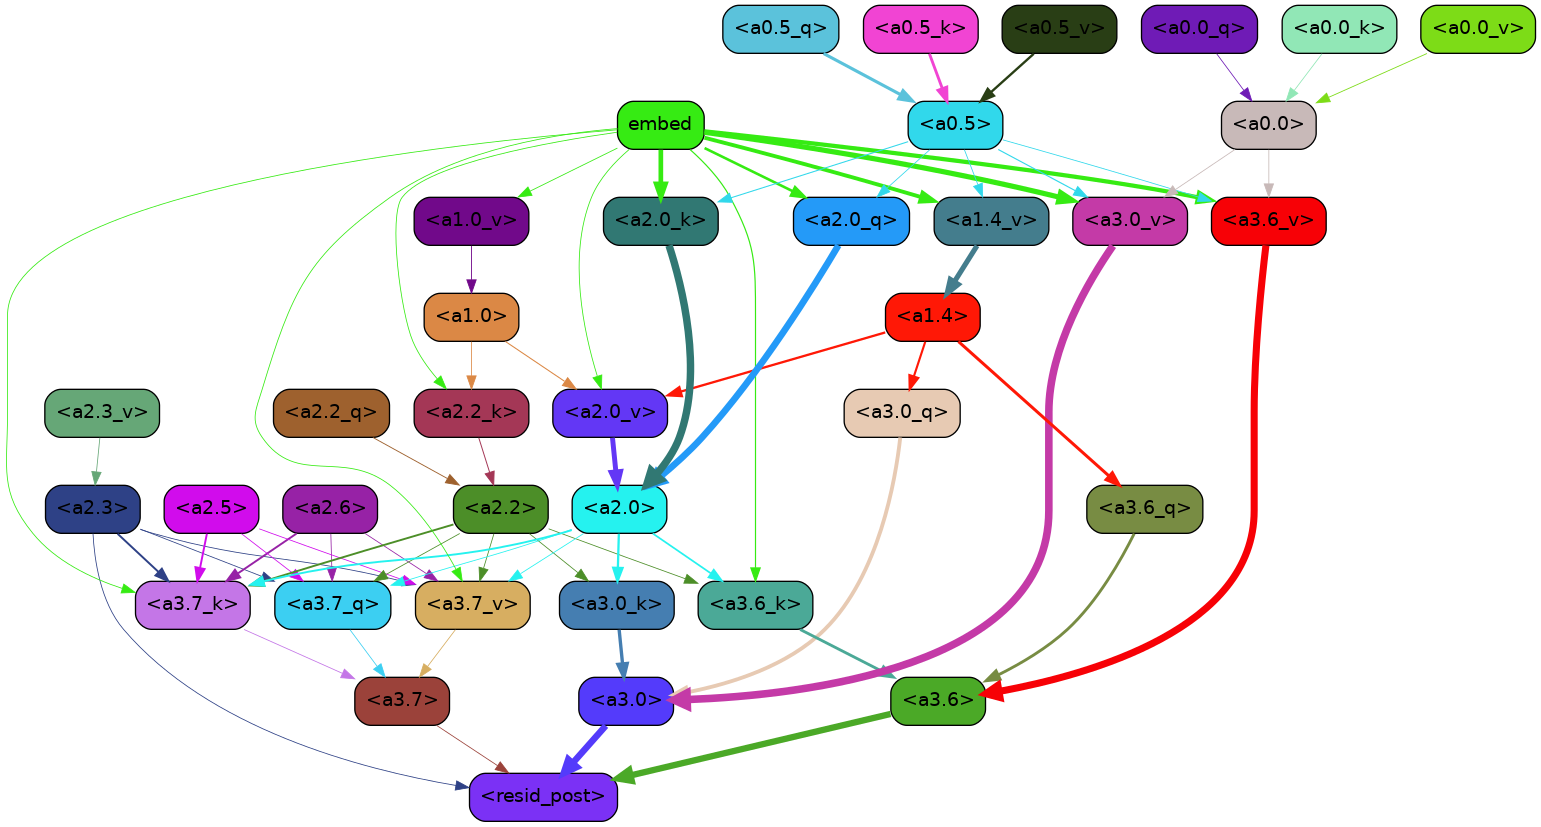 <a0.5_q> <a0.5_k> <a0.5_v> <a0.0_q> <a0.0_k> <a0.0_v>
embed <a0.5> <a0.0>
<a1.0_v> <a2.0_k> <a2.0_q> <a1.4_v> <a3.0_v> <a3.6_v>
<a1.0> <a1.4>
<a2.3_v> <a2.2_q> <a2.2_k> <a2.0_v> <a3.0_q>
<a2.3> <a2.5> <a2.6> <a2.2> <a2.0> <a3.6_q>
<a3.7_k> <a3.7_q> <a3.7_v> <a3.0_k> <a3.6_k>
<a3.7> <a3.0> <a3.6>
<resid_post>